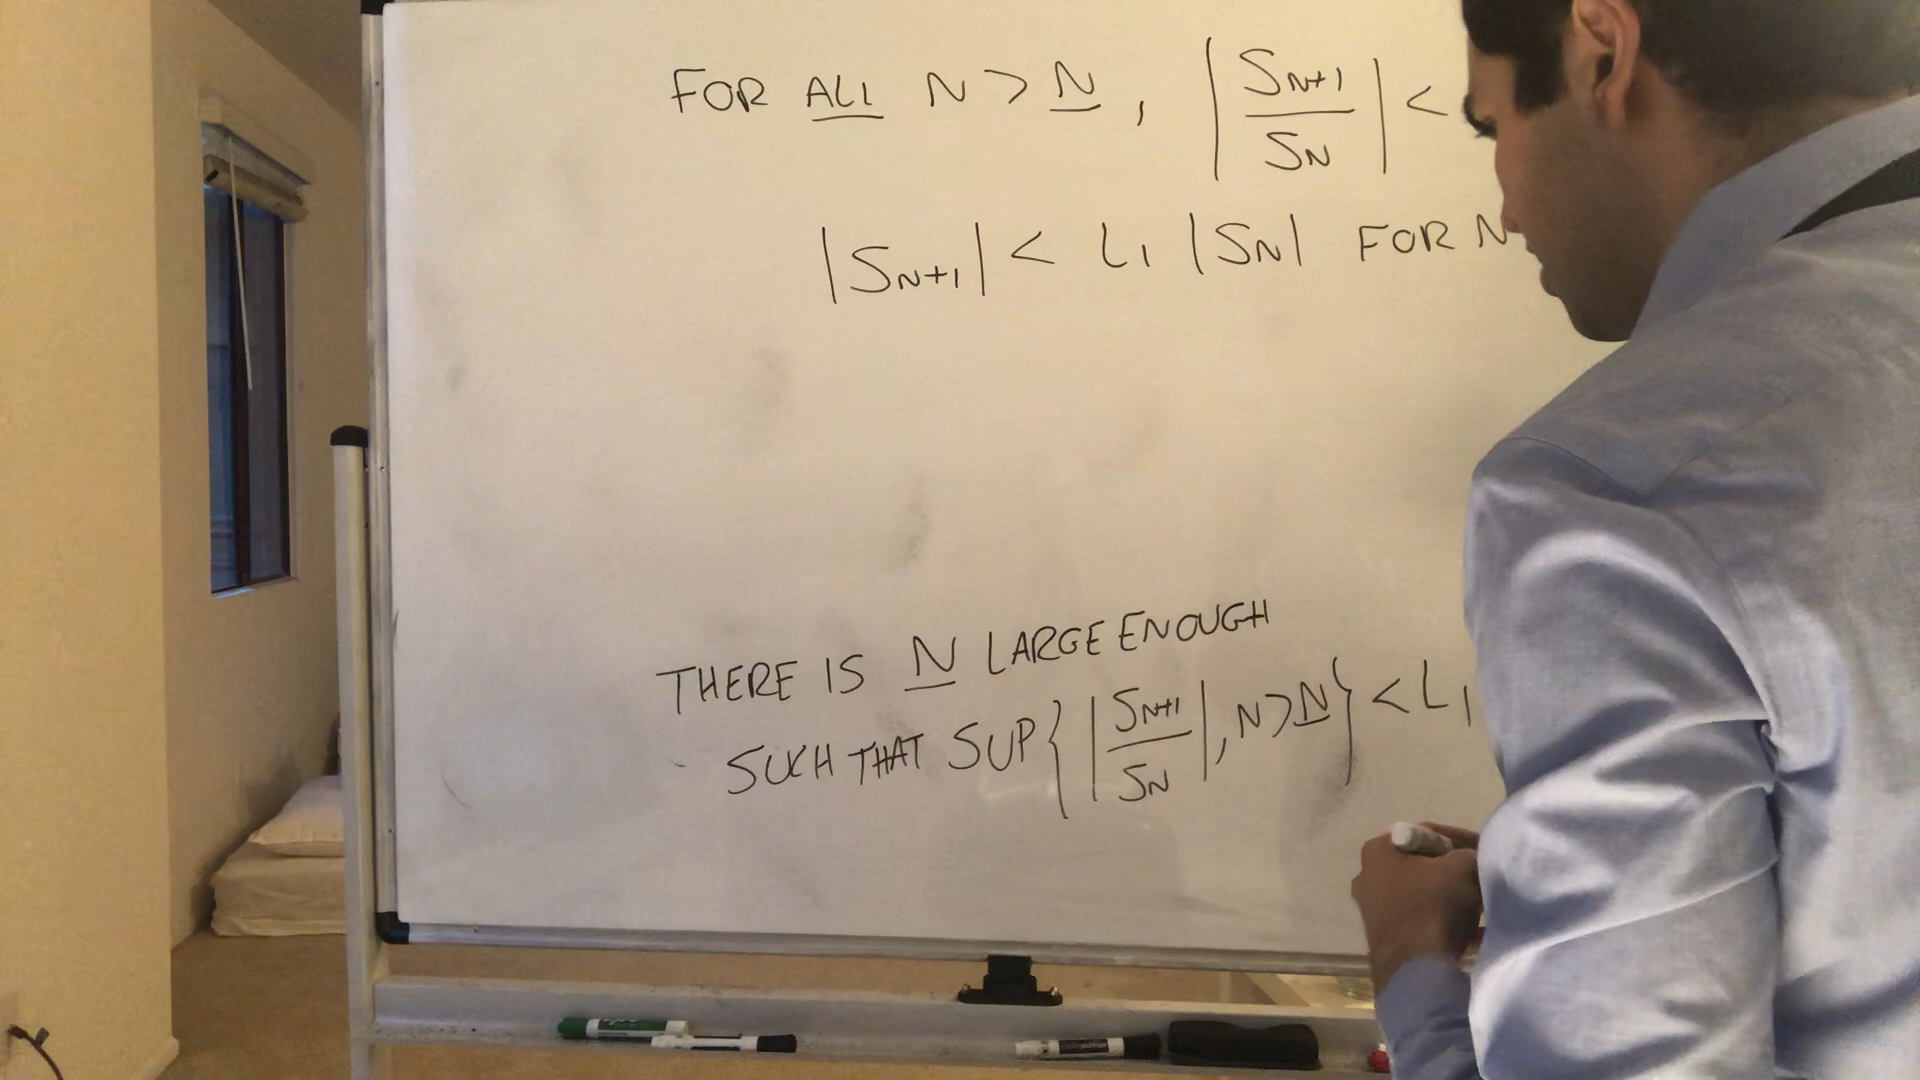 FOR ALL N > N, |SN+1 / SN| <
|SN+1| < L1 |SN| FOR N
THERE IS N LARGE ENOUGH
SUCH THAT SUP{ |SN+1 / SN|, N>N } < L1